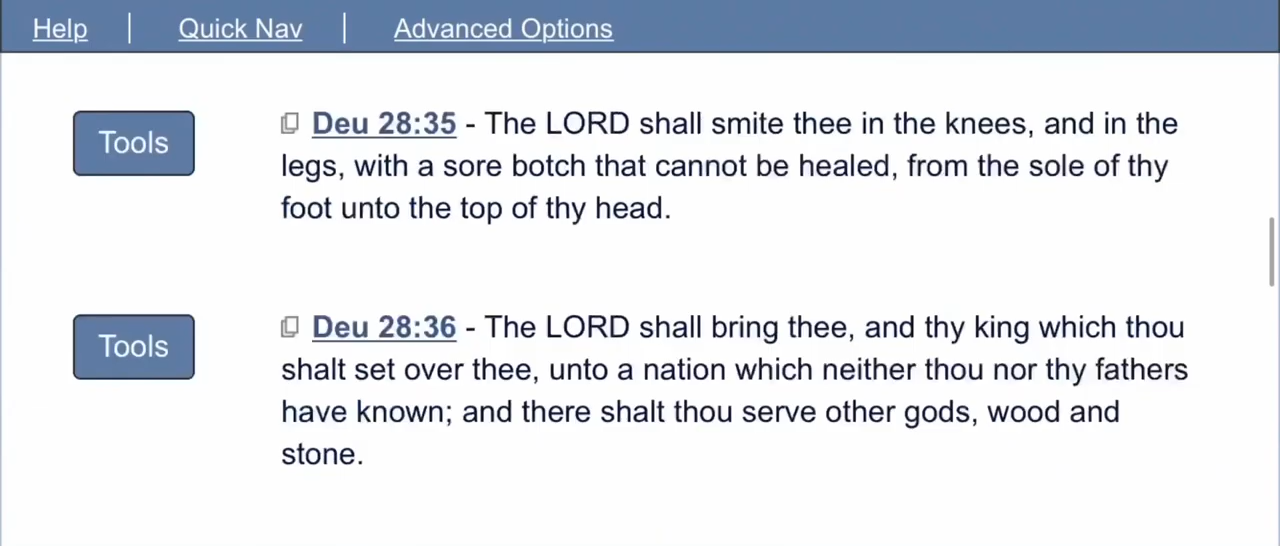 Help | Quick Nav | Advanced Options
Tools
Deu 28:35 - The LORD shall smite thee in the knees, and in the
legs, with a sore botch that cannot be healed, from the sole of thy
foot unto the top of thy head.
Tools
Deu 28:36 - The LORD shall bring thee, and thy king which thou
shalt set over thee, unto a nation which neither thou nor thy fathers
have known; and there shalt thou serve other gods, wood and
stone.